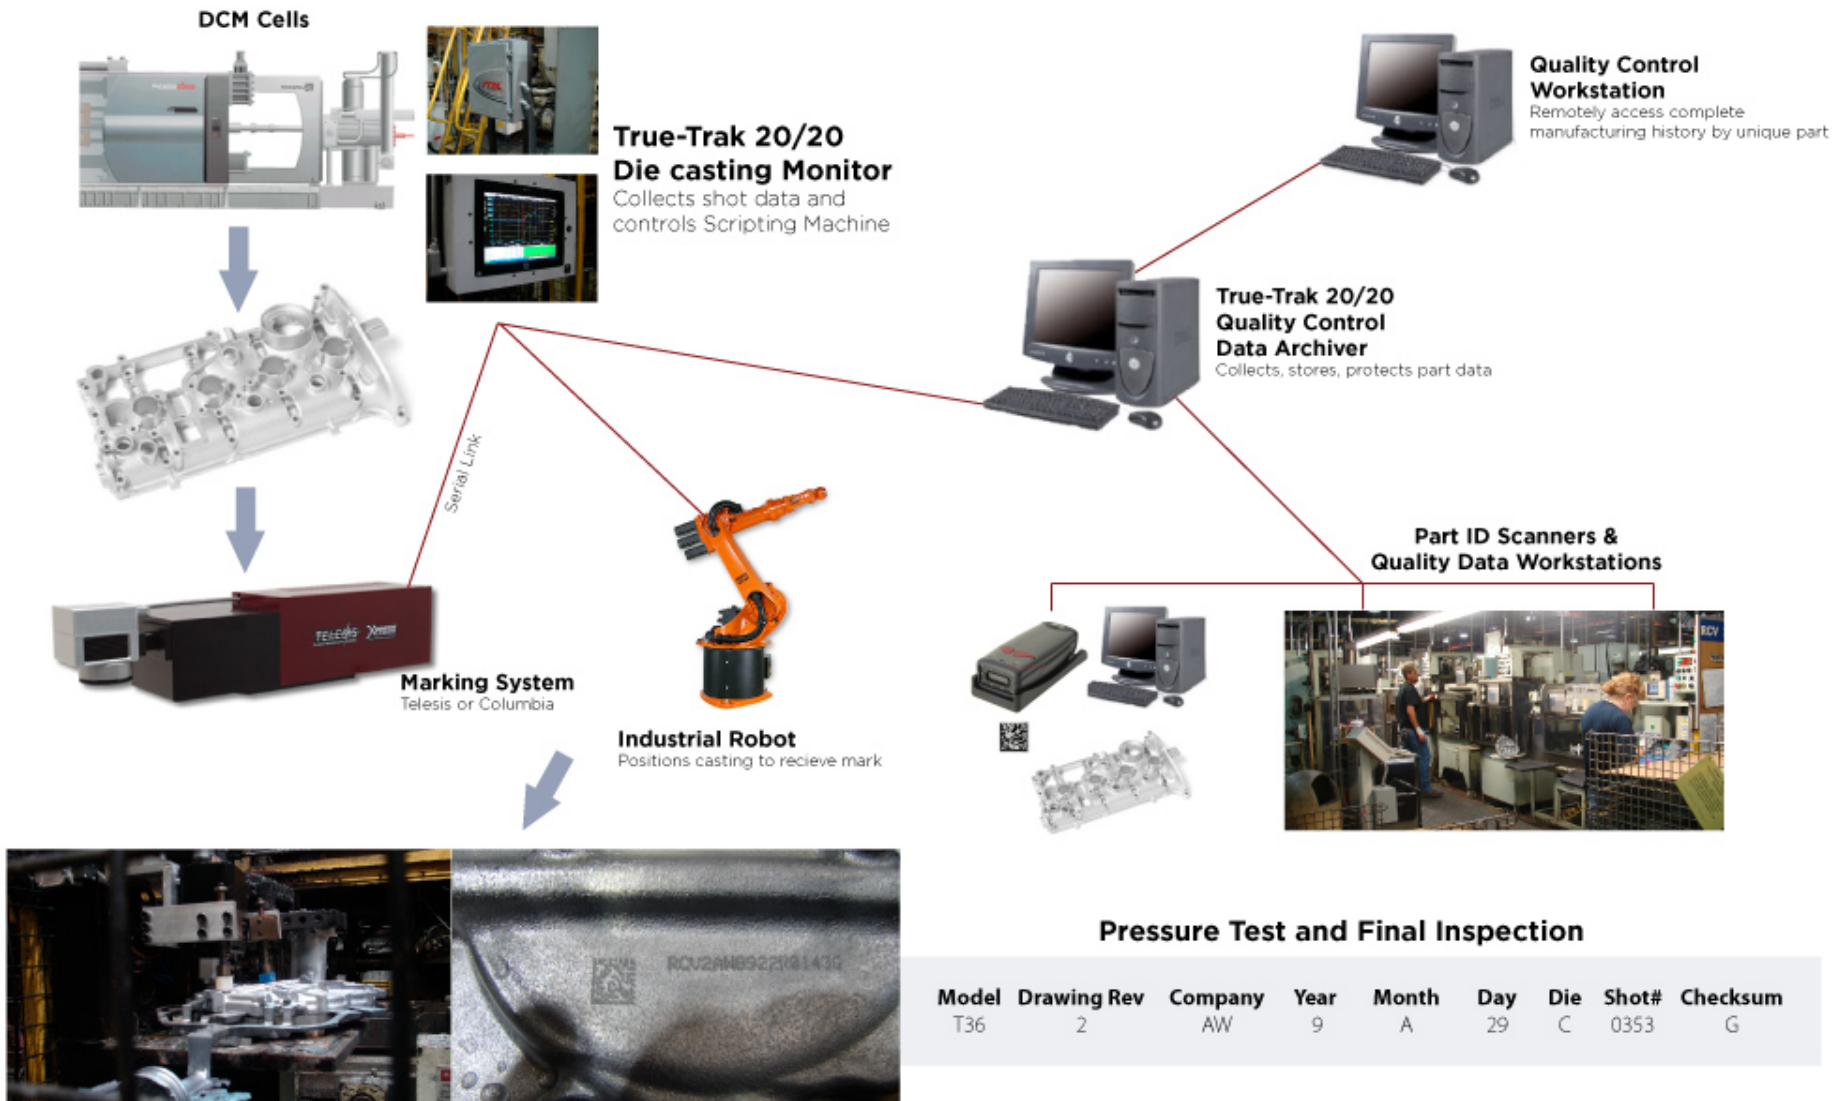 DCM Cells
True-Trak 20/20
Die casting Monitor
Collects shot data and
controls Scripting Machine
Quality Control
Workstation
Remotely access complete
manufacturing history by unique part
True-Trak 20/20
Quality Control
Data Archiver
Collects, stores, protects part data
Serial Link
TELESIS
Marking System
Telesis or Columbia
Industrial Robot
Positions casting to recieve mark
Part ID Scanners &
Quality Data Workstations
RCV
Pressure Test and Final Inspection
Model Drawing Rev Company Year Month Day Die Shot# Checksum
T36 2 AW 9 A 29 C 0353 G